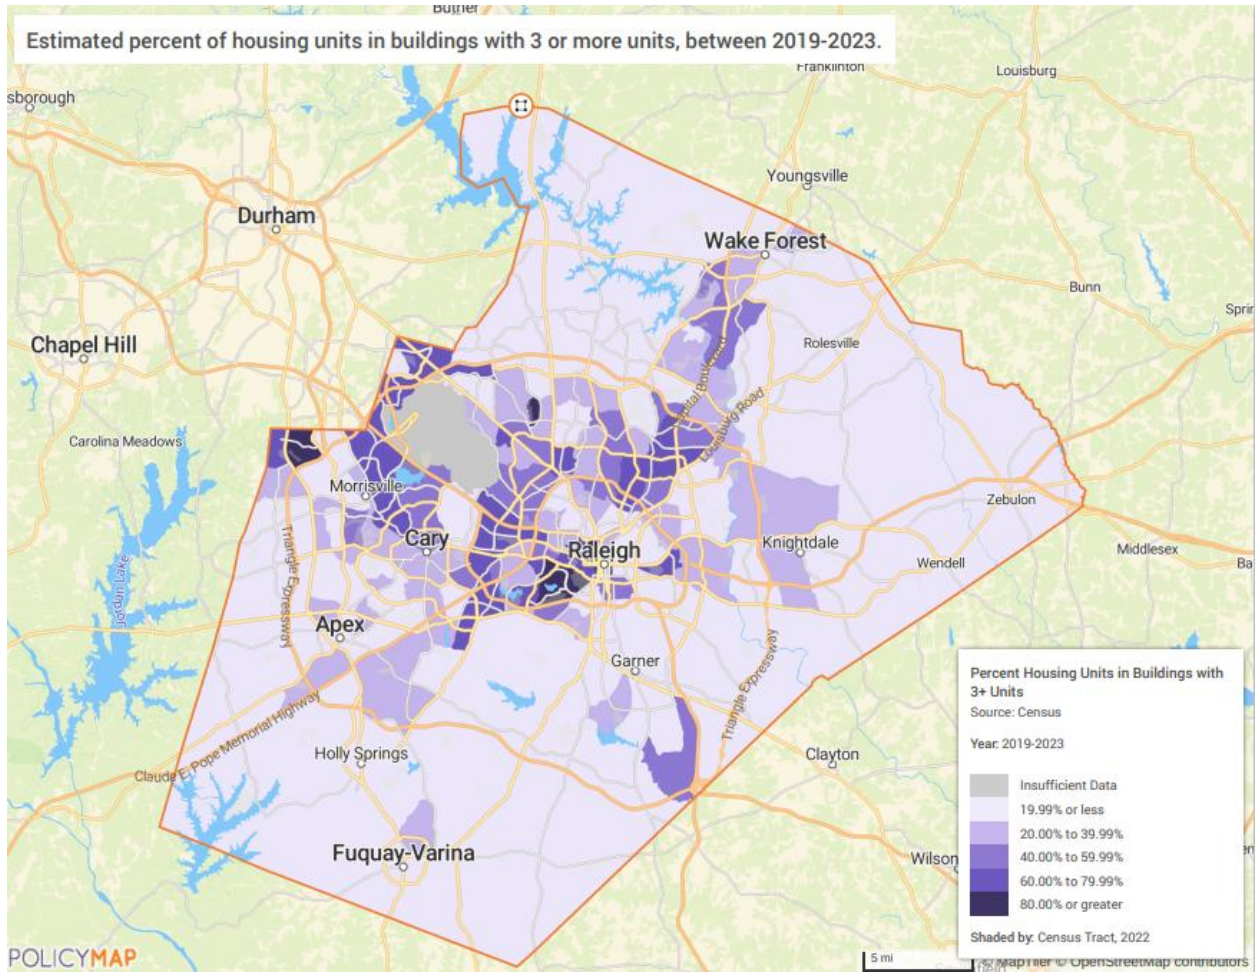 Butner
Estimated percent of housing units in buildings with 3 or more units, between 2019-2023.
Franklinton
Louisburg
sborough
Youngsville
Durham
Wake Forest
Bunn
Sprin
Chapel Hill
Rolesville
Capital Boulevard
Louisburg Road
Carolina Meadows
Morrisville
Zebulon
Triangle Expressway
Cary
Raleigh
Knightdale
Middlesex
Wendell
Ba
Jordan Lake
Apex
Garner
Triangle Expressway
Claude E. Pope Memorial Highway
Holly Springs
Clayton
Fuquay-Varina
Wilson
Percent Housing Units in Buildings with
3+ Units
Source: Census
Year: 2019-2023
Insufficient Data
19.99% or less
20.00% to 39.99%
40.00% to 59.99%
60.00% to 79.99%
80.00% or greater
Shaded by: Census Tract, 2022
POLICYMAP
5 mi
© MapTiler © OpenStreetMap contributors